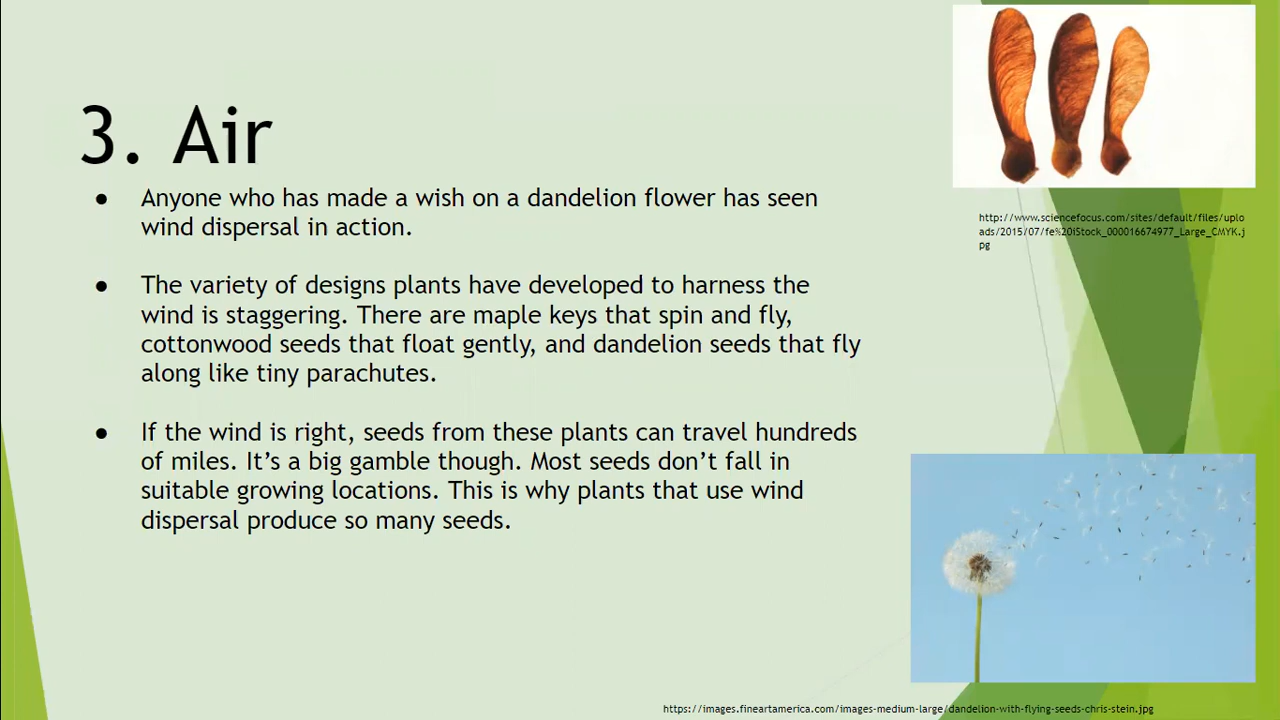 3. Air
● Anyone who has made a wish on a dandelion flower has seen
wind dispersal in action.
● The variety of designs plants have developed to harness the
wind is staggering. There are maple keys that spin and fly,
cottonwood seeds that float gently, and dandelion seeds that fly
along like tiny parachutes.
● If the wind is right, seeds from these plants can travel hundreds
of miles. It’s a big gamble though. Most seeds don’t fall in
suitable growing locations. This is why plants that use wind
dispersal produce so many seeds.
http://www.sciencefocus.com/sites/default/files/uplo
ads/2015/07/fe%20iStock_000016674977_Large_CMYK.j
pg
https://images.fineartamerica.com/images-medium-large/dandelion-with-flying-seeds-chris-stein.jpg